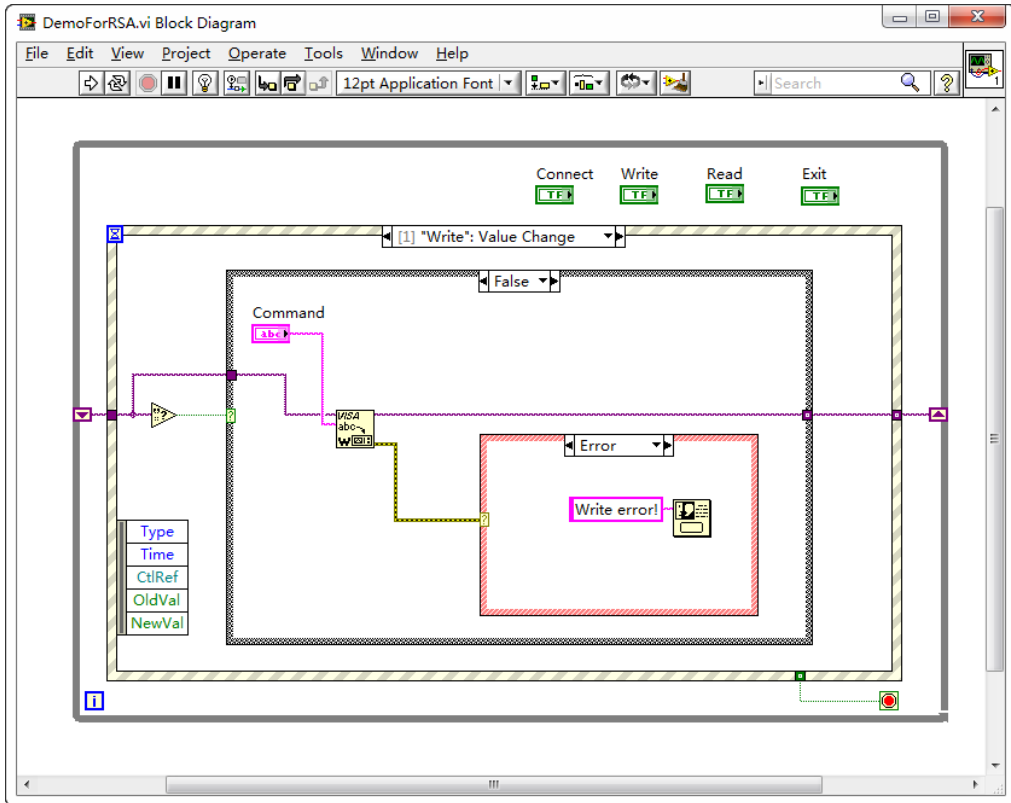 DemoForRSA.vi Block Diagram
File Edit View Project Operate Tools Window Help
12pt Application Font
Search
1
Connect Write Read Exit
TF TF TF TF
[1] "Write": Value Change
False
Command
abc
?
?
VISA
abc
W
Error
?
Write error!
Type
Time
CtlRef
OldVal
NewVal
i